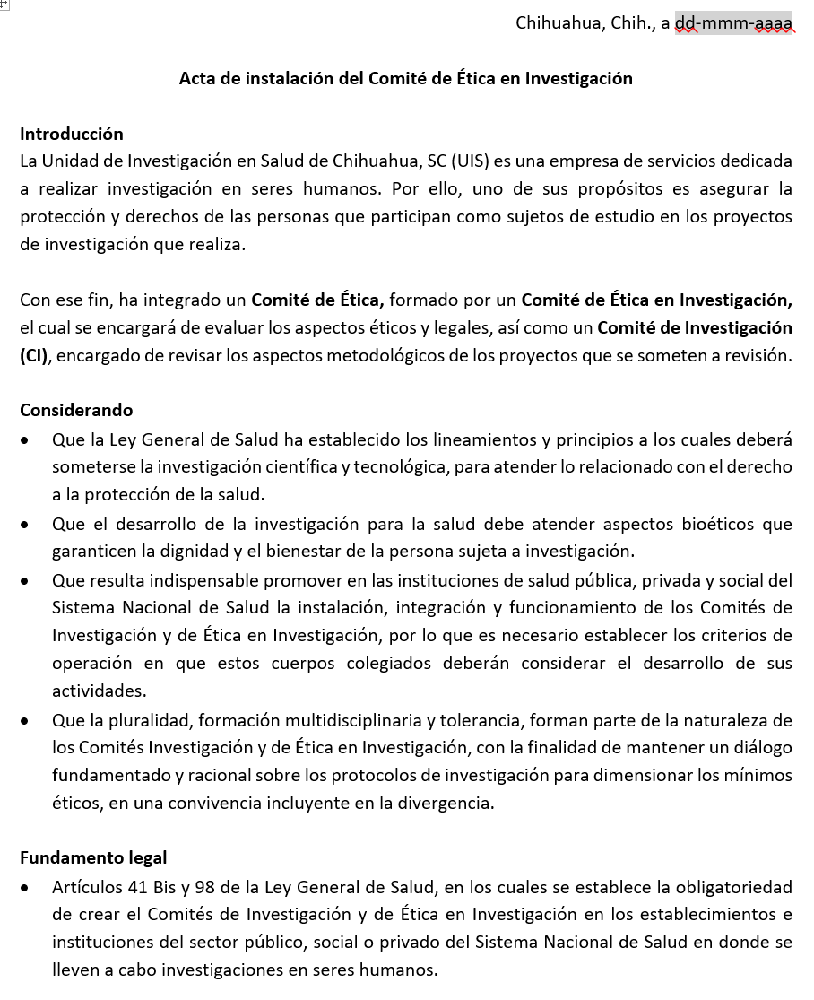 Chihuahua, Chih., a dd-mmm-aaaa
Acta de instalación del Comité de Ética en Investigación
Introducción
La Unidad de Investigación en Salud de Chihuahua, SC (UIS) es una empresa de servicios dedicada
a realizar investigación en seres humanos. Por ello, uno de sus propósitos es asegurar la
protección y derechos de las personas que participan como sujetos de estudio en los proyectos
de investigación que realiza.
Con ese fin, ha integrado un Comité de Ética, formado por un Comité de Ética en Investigación,
el cual se encargará de evaluar los aspectos éticos y legales, así como un Comité de Investigación
(CI), encargado de revisar los aspectos metodológicos de los proyectos que se someten a revisión.
Considerando
• Que la Ley General de Salud ha establecido los lineamientos y principios a los cuales deberá
someterse la investigación científica y tecnológica, para atender lo relacionado con el derecho
a la protección de la salud.
• Que el desarrollo de la investigación para la salud debe atender aspectos bioéticos que
garanticen la dignidad y el bienestar de la persona sujeta a investigación.
• Que resulta indispensable promover en las instituciones de salud pública, privada y social del
Sistema Nacional de Salud la instalación, integración y funcionamiento de los Comités de
Investigación y de Ética en Investigación, por lo que es necesario establecer los criterios de
operación en que estos cuerpos colegiados deberán considerar el desarrollo de sus
actividades.
• Que la pluralidad, formación multidisciplinaria y tolerancia, forman parte de la naturaleza de
los Comités Investigación y de Ética en Investigación, con la finalidad de mantener un diálogo
fundamentado y racional sobre los protocolos de investigación para dimensionar los mínimos
éticos, en una convivencia incluyente en la divergencia.
Fundamento legal
• Artículos 41 Bis y 98 de la Ley General de Salud, en los cuales se establece la obligatoriedad
de crear el Comités de Investigación y de Ética en Investigación en los establecimientos e
instituciones del sector público, social o privado del Sistema Nacional de Salud en donde se
lleven a cabo investigaciones en seres humanos.